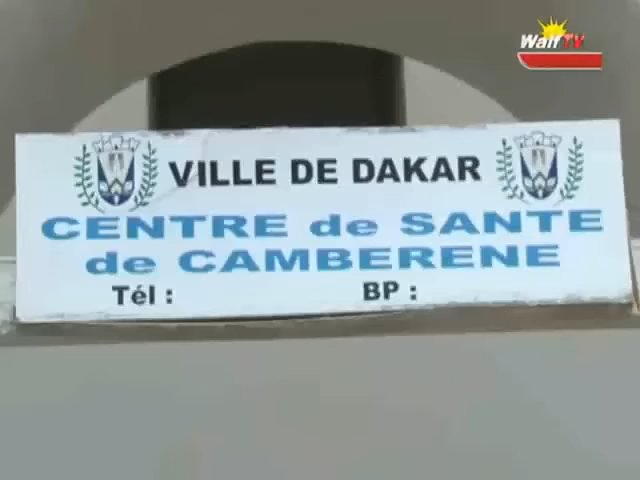 Walf TV
VILLE DE DAKAR
CENTRE de SANTE
de CAMBERENE
Tél : BP :